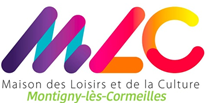 MLC
Maison des Loisirs et de la Culture
Montigny-lès-Cormeilles